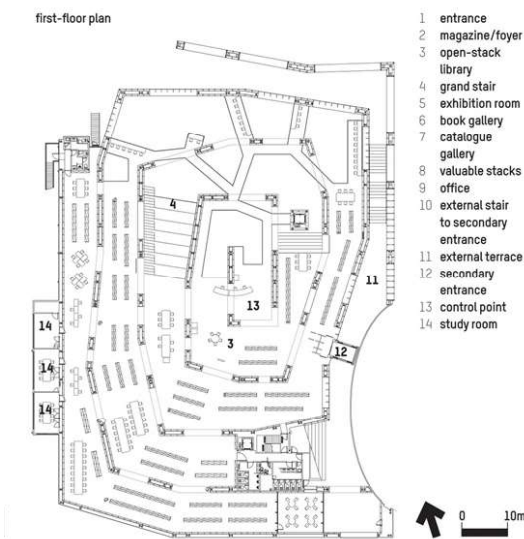 first-floor plan
1 entrance
2 magazine/foyer
3 open-stack
library
4 grand stair
5 exhibition room
6 book gallery
7 catalogue
gallery
8 valuable stacks
9 office
10 external stair
to secondary
entrance
11 external terrace
12 secondary
entrance
13 control point
14 study room
4
11
13
14
3
12
14
14
0 10m